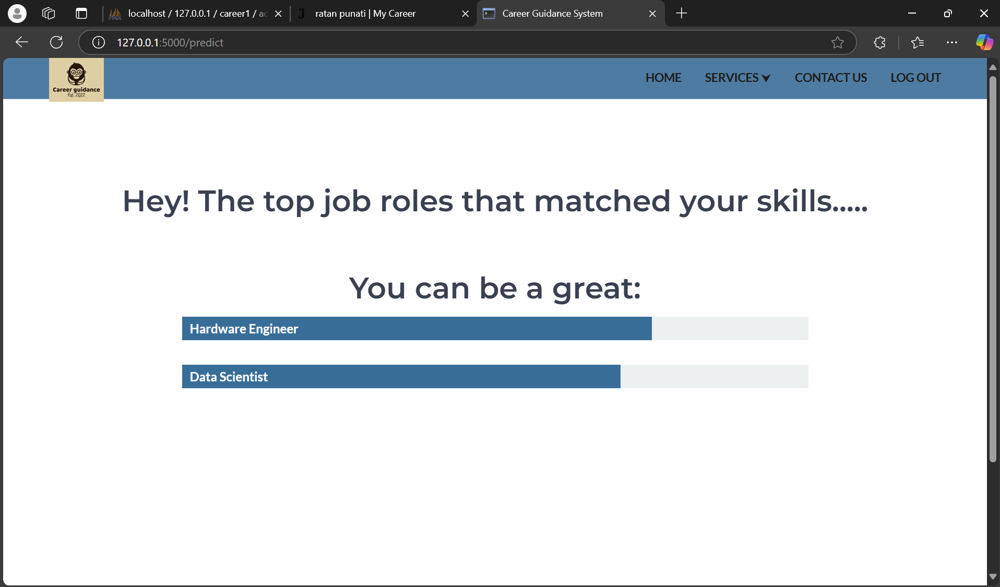 localhost / 127.0.0.1 / career1 / ac
ratan punati | My Career
Career Guidance System
127.0.0.1:5000/predict
Career guidance
Est. 2022
HOME
SERVICES
CONTACT US
LOG OUT
Hey! The top job roles that matched your skills.....
You can be a great:
Hardware Engineer
Data Scientist